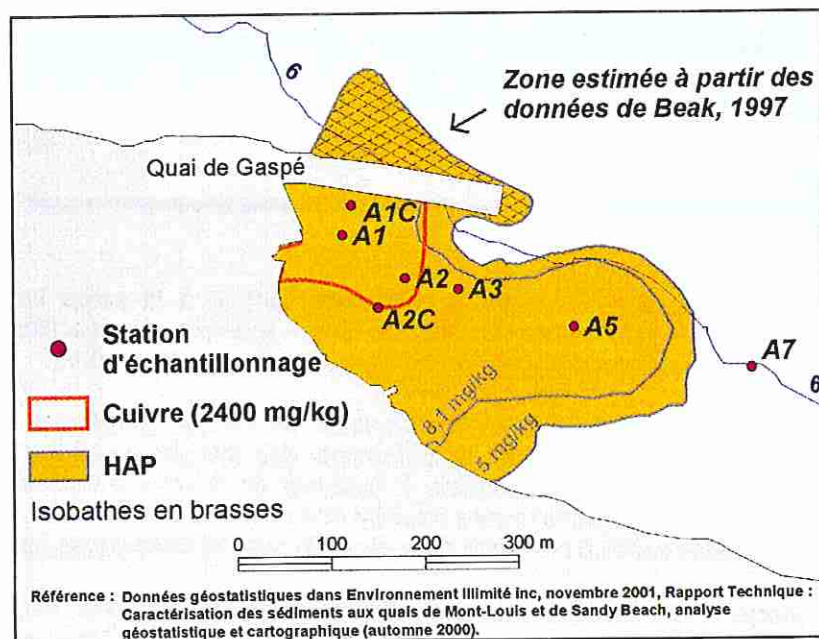 6
Zone estimée à partir des
données de Beak, 1997
Quai de Gaspé
A1C
A1
A2
A3
A2C
A5
A7
6
Station
d'échantillonnage
Cuivre (2400 mg/kg)
HAP
8,1 mg/kg
5 mg/kg
Isobathes en brasses
0 100 200 300 m
Référence : Données géostatistiques dans Environnement Illimité inc, novembre 2001, Rapport Technique :
Caractérisation des sédiments aux quais de Mont-Louis et de Sandy Beach, analyse
géostatistique et cartographique (automne 2000).